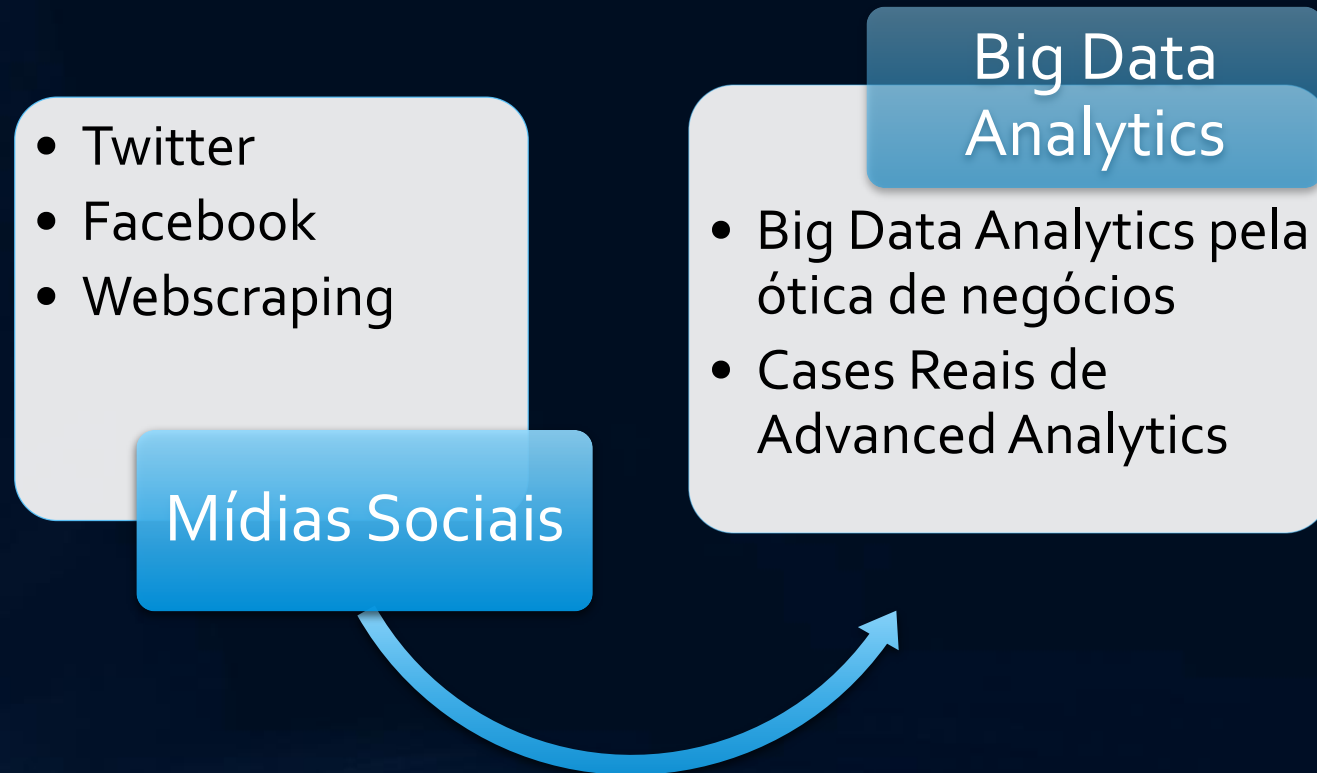 • Twitter
• Facebook
• Webscraping
Mídias Sociais
Big Data
Analytics
• Big Data Analytics pela
ótica de negócios
• Cases Reais de
Advanced Analytics